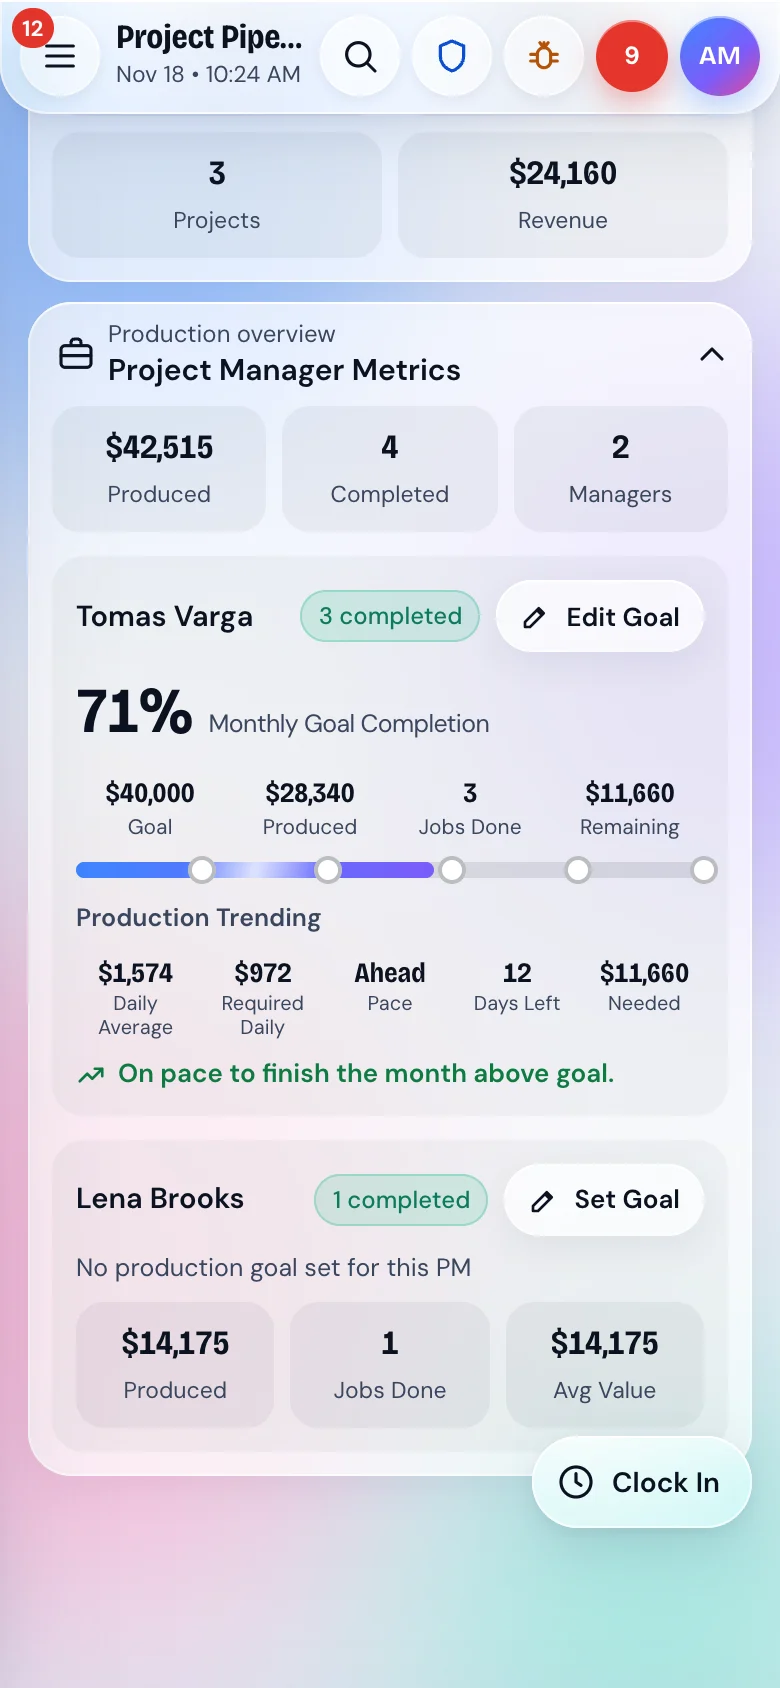 12
Project Pipe...
Nov 18 • 10:24 AM
9
AM
3
Projects
$24,160
Revenue
Production overview
Project Manager Metrics
$42,515
Produced
4
Completed
2
Managers
Tomas Varga
3 completed
Edit Goal
71% Monthly Goal Completion
$40,000
Goal
$28,340
Produced
3
Jobs Done
$11,660
Remaining
Production Trending
$1,574
Daily
Average
$972
Required
Daily
Ahead
Pace
12
Days Left
$11,660
Needed
On pace to finish the month above goal.
Lena Brooks
1 completed
Set Goal
No production goal set for this PM
$14,175
Produced
1
Jobs Done
$14,175
Avg Value
Clock In